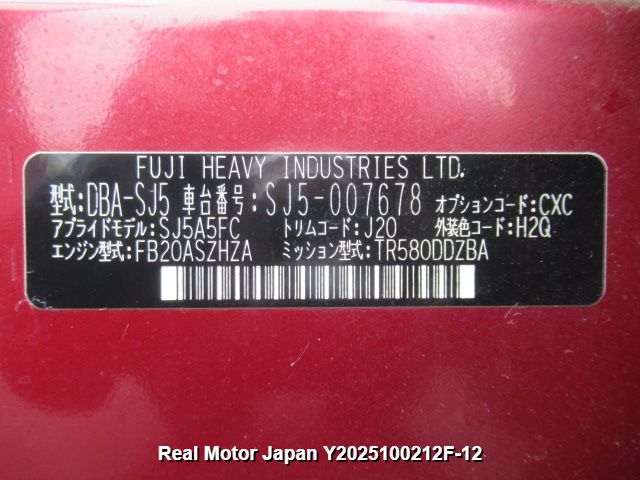 FUJI HEAVY INDUSTRIES LTD.
型式:DBA-SJ5 車台番号:SJ5-007678 オプションコード:CXC
アプライドモデル:SJ5A5FC トリムコード:J20 外装色コード:H2Q
エンジン型式:FB20ASZHZA ミッション型式:TR580DDZBA
Real Motor Japan Y2025100212F-12